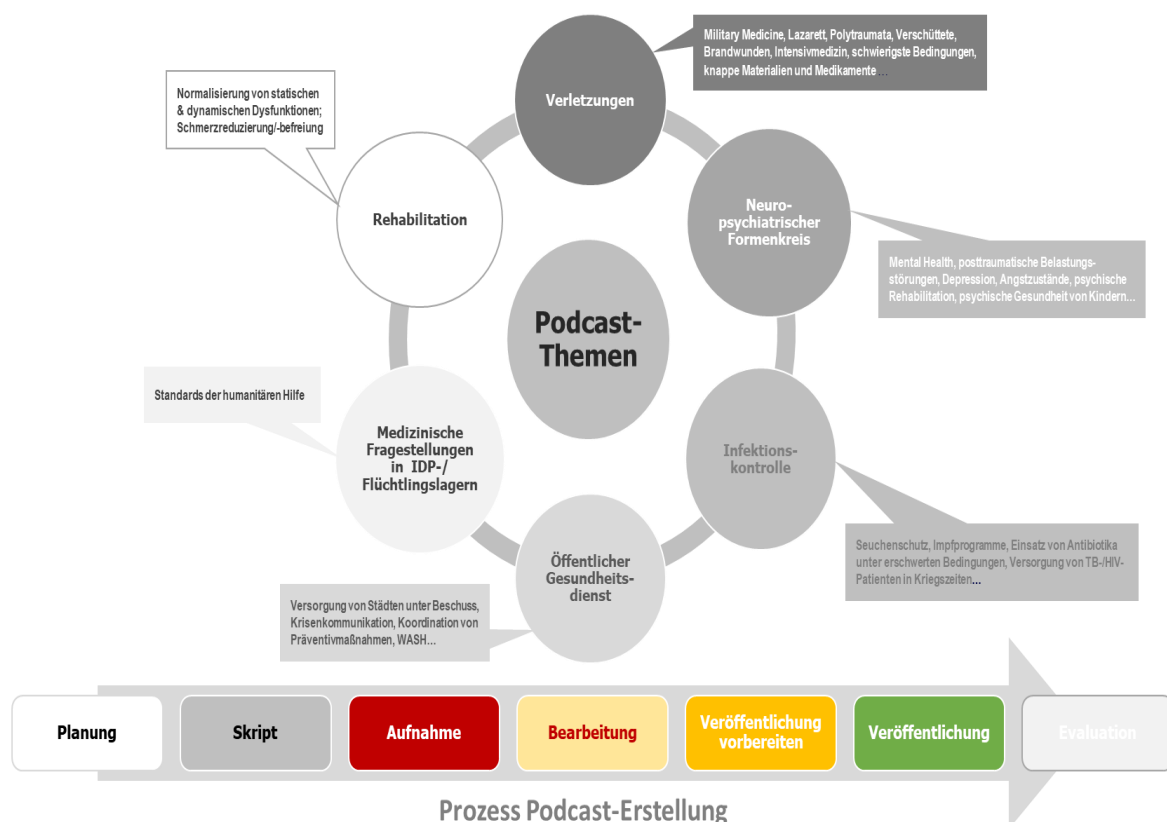 Military Medicine, Lazarett, Polytraumata, Verschüttete,
Brandwunden, Intensivmedizin, schwierigste Bedingungen,
knappe Materialien und Medikamente ...
Verletzungen
Normalisierung von statischen
& dynamischen Dysfunktionen;
Schmerzreduzierung/-befreiung
Rehabilitation
Neuro-
psychiatrischer
Formenkreis
Mental Health, posttraumatische Belastungs-
störungen, Depression, Angstzustände, psychische
Rehabilitation, psychische Gesundheit von Kindern...
Podcast-
Themen
Standards der humanitären Hilfe
Medizinische
Fragestellungen
in IDP-/
Flüchtlingslagern
Infektions-
kontrolle
Seuchenschutz, Impfprogramme, Einsatz von Antibiotika
unter erschwerten Bedingungen, Versorgung von TB-/HIV-
Patienten in Kriegszeiten...
Öffentlicher
Gesundheits-
dienst
Versorgung von Städten unter Beschuss,
Krisenkommunikation, Koordination von
Präventivmaßnahmen, WASH...
Planung
Skript
Aufnahme
Bearbeitung
Veröffentlichung
vorbereiten
Veröffentlichung
Evaluation
Prozess Podcast-Erstellung